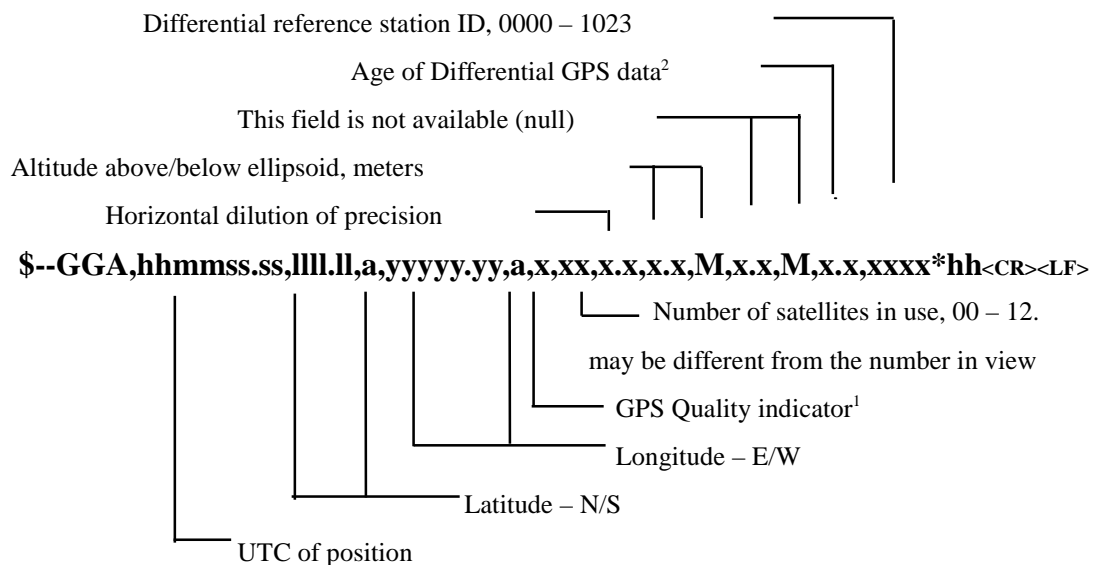 Differential reference station ID, 0000 – 1023
Age of Differential GPS data2
This field is not available (null)
Altitude above/below ellipsoid, meters
Horizontal dilution of precision
$--GGA,hhmmss.ss,llll.ll,a,yyyyy.yy,a,x,xx,x.x,x.x,M,x.x,M,x.x,xxxx*hh<CR><LF>
Number of satellites in use, 00 – 12.
may be different from the number in view
GPS Quality indicator1
Longitude – E/W
Latitude – N/S
UTC of position